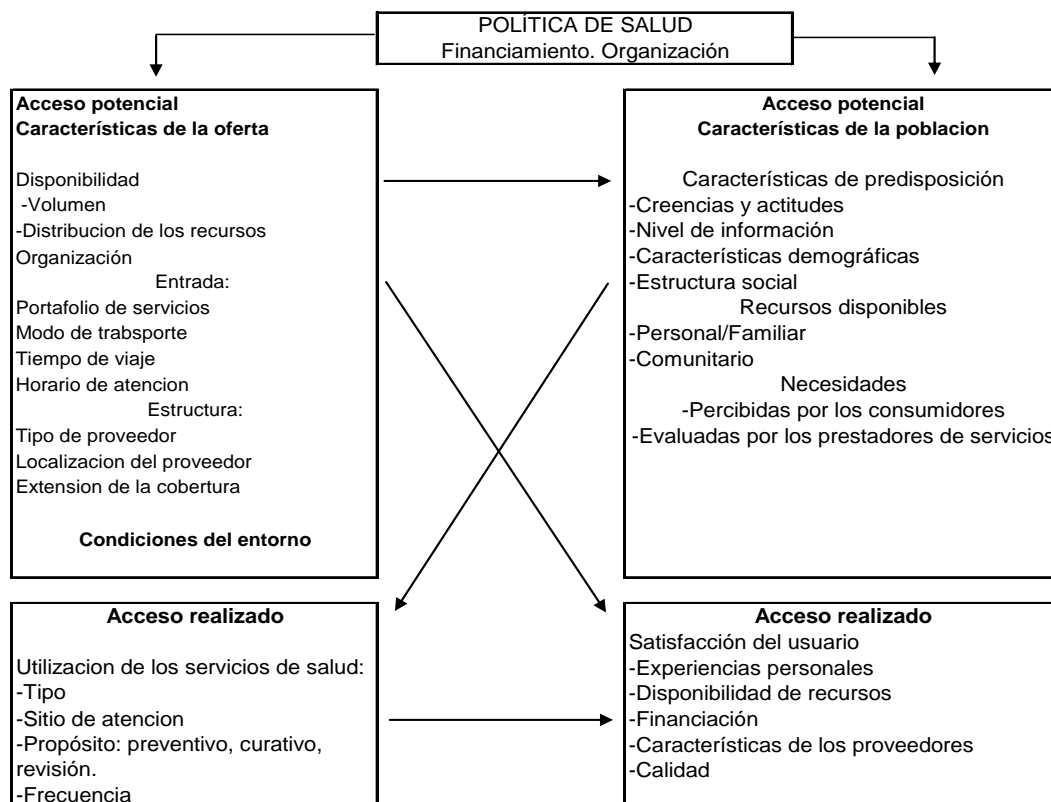 POLÍTICA DE SALUD
Financiamiento. Organización
Acceso potencial
Características de la oferta
Disponibilidad
-Volumen
-Distribucion de los recursos
Organización
Entrada:
Portafolio de servicios
Modo de trabsporte
Tiempo de viaje
Horario de atencion
Estructura:
Tipo de proveedor
Localizacion del proveedor
Extension de la cobertura
Condiciones del entorno
Acceso potencial
Características de la poblacion
Características de predisposición
-Creencias y actitudes
-Nivel de información
-Características demográficas
-Estructura social
Recursos disponibles
-Personal/Familiar
-Comunitario
Necesidades
-Percibidas por los consumidores
-Evaluadas por los prestadores de servicios
Acceso realizado
Utilizacion de los servicios de salud:
-Tipo
-Sitio de atencion
-Propósito: preventivo, curativo,
revisión.
-Frecuencia
Acceso realizado
Satisfacción del usuario
-Experiencias personales
-Disponibilidad de recursos
-Financiación
-Características de los proveedores
-Calidad